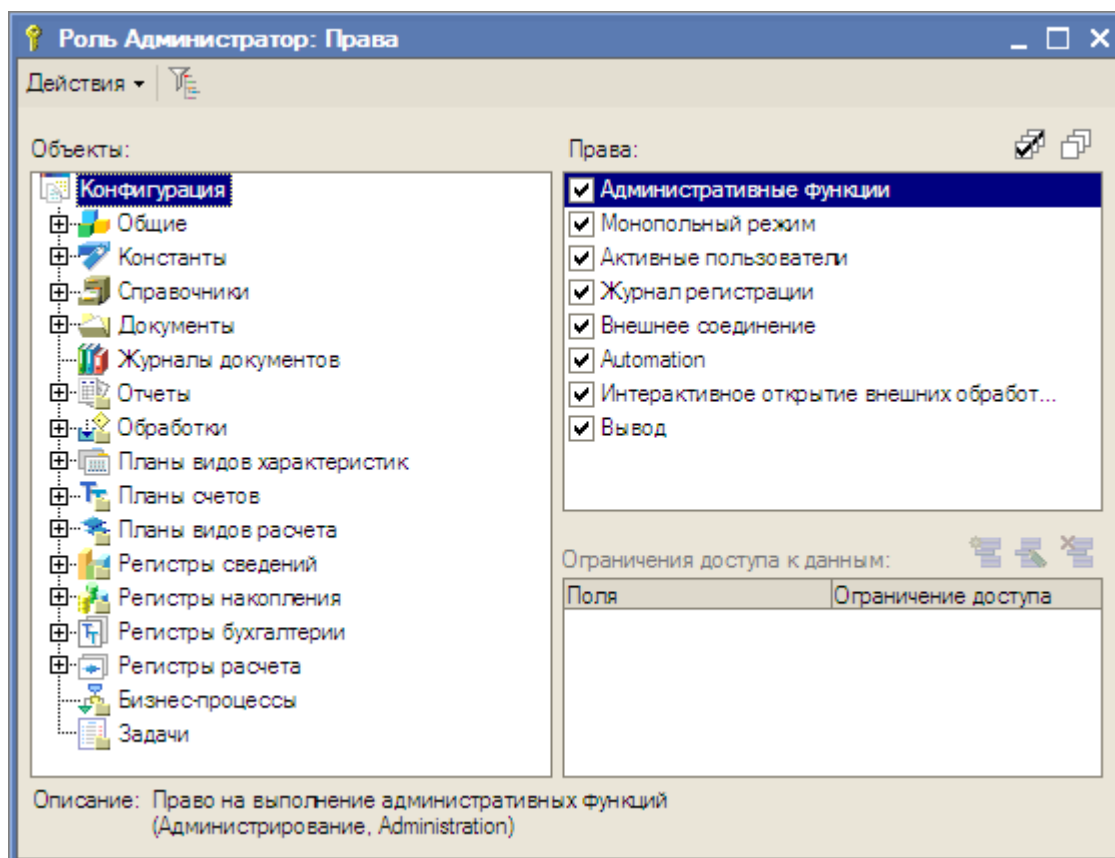 Роль Администратор: Права
Действия
Объекты:
Конфигурация
Общие
Константы
Справочники
Документы
Журналы документов
Отчеты
Обработки
Планы видов характеристик
Планы счетов
Планы видов расчета
Регистры сведений
Регистры накопления
Регистры бухгалтерии
Регистры расчета
Бизнес-процессы
Задачи
Права:
Административные функции
Монопольный режим
Активные пользователи
Журнал регистрации
Внешнее соединение
Automation
Интерактивное открытие внешних обработ...
Вывод
Ограничения доступа к данным:
Поля Ограничение доступа
Описание: Право на выполнение административных функций
(Администрирование, Administration)